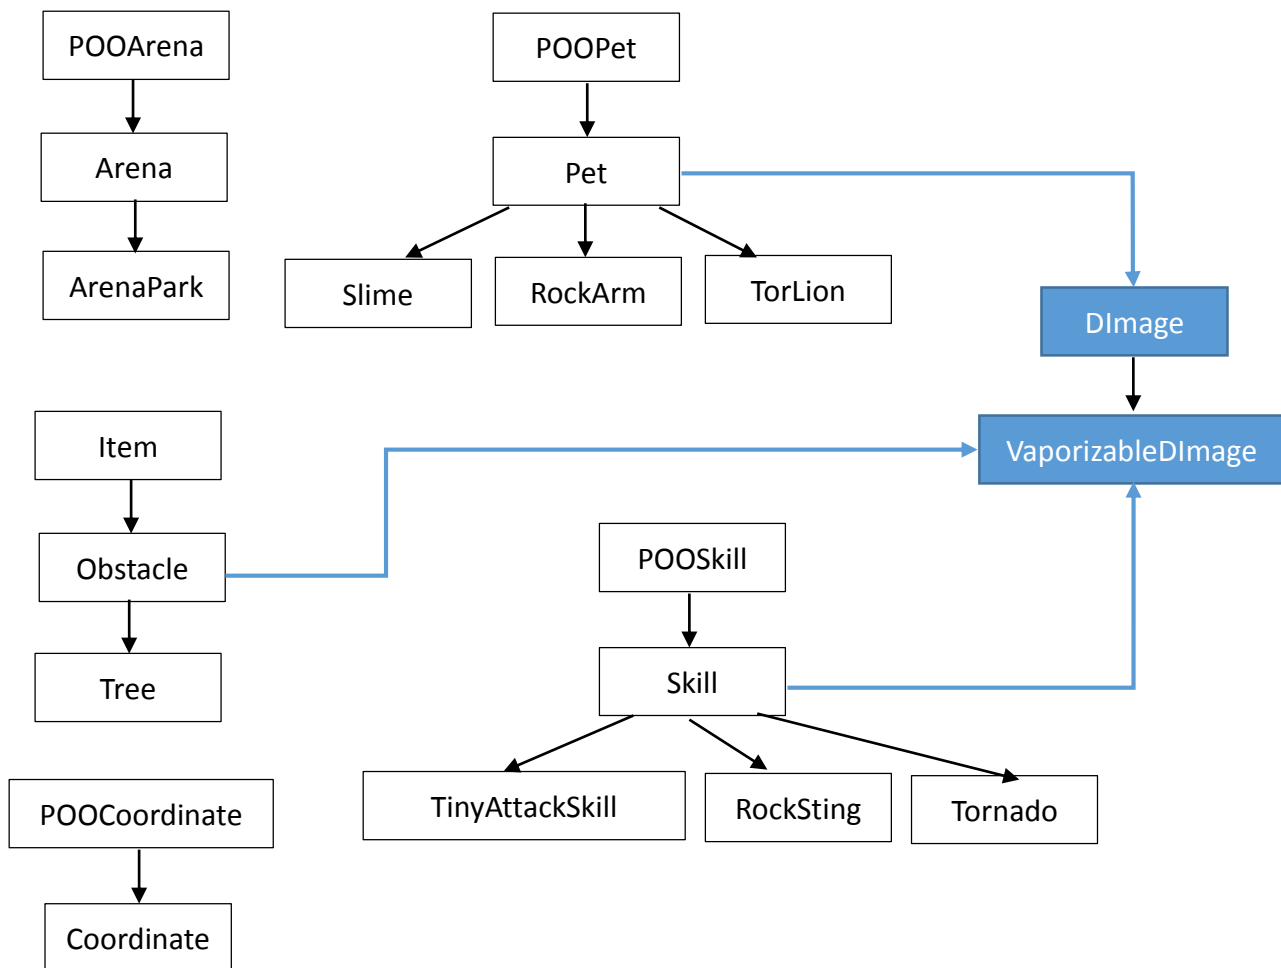 POOArena
POOPet
Arena
Pet
ArenaPark
Slime
RockArm
TorLion
DImage
Item
VaporizableDImage
Obstacle
POOSkill
Tree
Skill
POOCoordinate
TinyAttackSkill
RockSting
Tornado
Coordinate